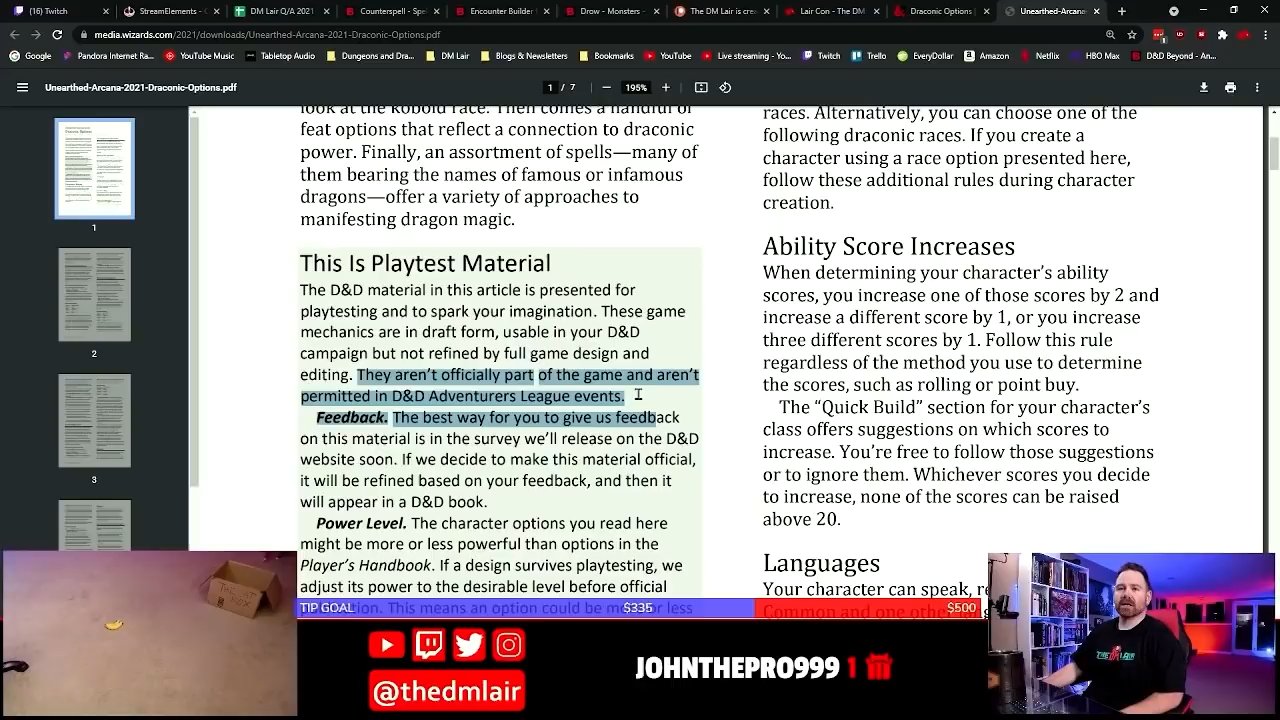 (16) Twitch
StreamElements -
DM Lair Q/A 2021
Counterspell - Spe
Encounter Builder
Drow - Monsters -
The DM Lair is cre
Lair Con - The DM
Draconic Options
media.wizards.com/2021/downloads/Unearthed-Arcana-2021-Draconic-Options.pdf
Google
Pandora Internet Ra...
Tabletop Audio
Dungeons and Dra...
DM Lair
Blogs & Newsletters
Bookmarks
YouTube
Live streaming - Yo...
Twitch
Trello
EveryDollar
Amazon
Netflix
HBO Max
D&D Beyond - An...
Unearthed-Arcana-2021-Draconic-Options.pdf
1 / 7
195%
1
2
3
look at the kobold race. Then comes a handful of
feat options that reflect a connection to draconic
power. Finally, an assortment of spells—many of
them bearing the names of famous or infamous
dragons—offer a variety of approaches to
manifesting dragon magic.
This Is Playtest Material
The D&D material in this article is presented for
playtesting and to spark your imagination. These game
mechanics are in draft form, usable in your D&D
campaign but not refined by full game design and
editing. They aren’t officially part of the game and aren’t
permitted in D&D Adventurers League events.
Feedback. The best way for you to give us feedback
on this material is in the survey we’ll release on the D&D
website soon. If we decide to make this material official,
it will be refined based on your feedback, and then it
will appear in a D&D book.
Power Level. The character options you read here
might be more or less powerful than options in the
Player’s Handbook. If a design survives playtesting, we
adjust its power to the desirable level before official
This means an option could be more or less
races. Alternatively, you can choose one of the
following draconic races. If you create a
character using a race option presented here,
follow these additional rules during character
creation.
Ability Score Increases
When determining your character’s ability
scores, you increase one of those scores by 2 and
increase a different score by 1, or you increase
three different scores by 1. Follow this rule
regardless of the method you use to determine
the scores, such as rolling or point buy.
The “Quick Build” section for your character’s
class offers suggestions on which scores to
increase. You’re free to follow those suggestions
or to ignore them. Whichever scores you decide
to increase, none of the scores can be raised
above 20.
Languages
Your character can speak, re
Common and one other
TIP GOAL
$335
$500
@thedmlair
JOHNTHEPRO999 1